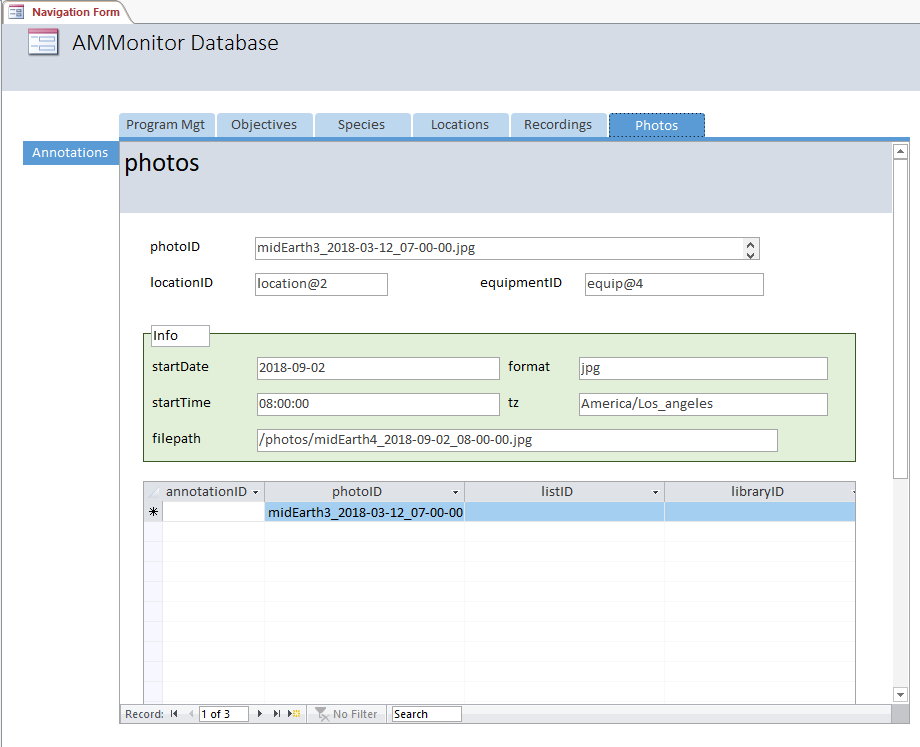 Navigation Form
AMMonitor Database
Program Mgt Objectives Species Locations Recordings Photos
Annotations
photos
photoID midEarth3_2018-03-12_07-00-00.jpg
locationID location@2 equipmentID equip@4
Info
startDate 2018-09-02 format jpg
startTime 08:00:00 tz America/Los_angeles
filepath /photos/midEarth4_2018-09-02_08-00-00.jpg
annotationID photoID listID libraryID
midEarth3_2018-03-12_07-00-00
Record: 1 of 3 No Filter Search